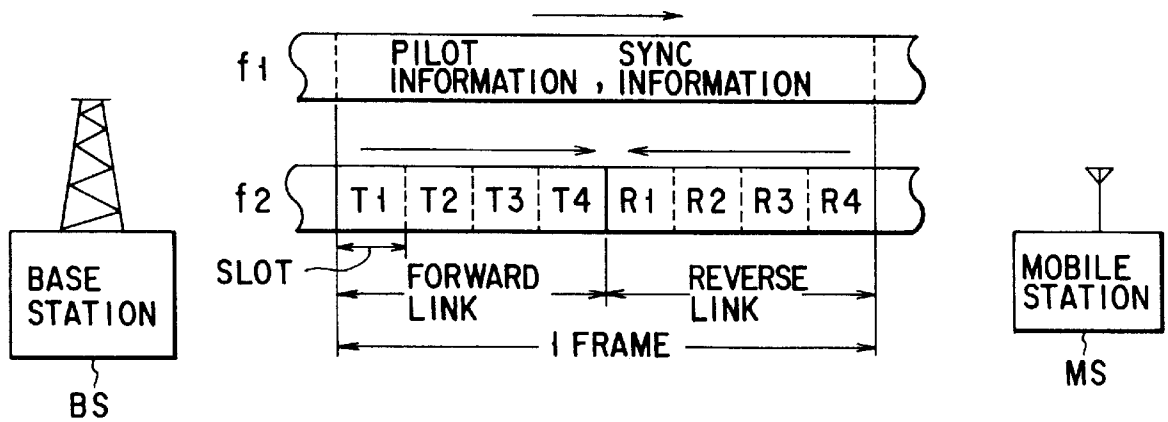 f1
PILOT INFORMATION , SYNC INFORMATION
f2
T1 T2 T3 T4 R1 R2 R3 R4
SLOT
FORWARD LINK
REVERSE LINK
1 FRAME
BASE STATION
BS
MOBILE STATION
MS